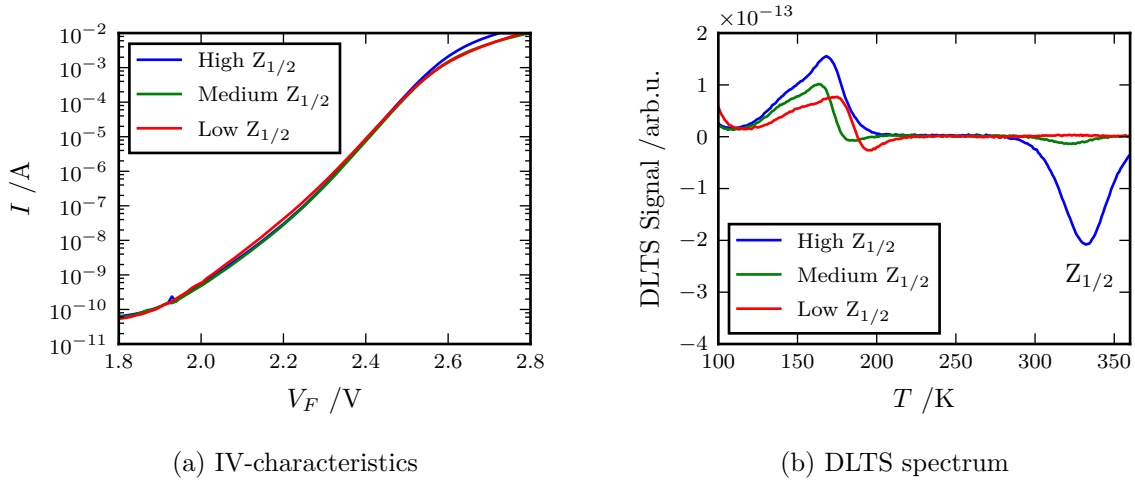 10⁻²
10⁻³
10⁻⁴
10⁻⁵
10⁻⁶
10⁻⁷
10⁻⁸
10⁻⁹
10⁻¹⁰
10⁻¹¹
I /A
High Z₁/₂
Medium Z₁/₂
Low Z₁/₂
1.8 2.0 2.2 2.4 2.6 2.8
V_F /V
(a) IV-characteristics
×10⁻¹³
2
1
0
−1
−2
−3
−4
DLTS Signal /arb.u.
High Z₁/₂
Medium Z₁/₂
Low Z₁/₂
Z₁/₂
100 150 200 250 300 350
T /K
(b) DLTS spectrum